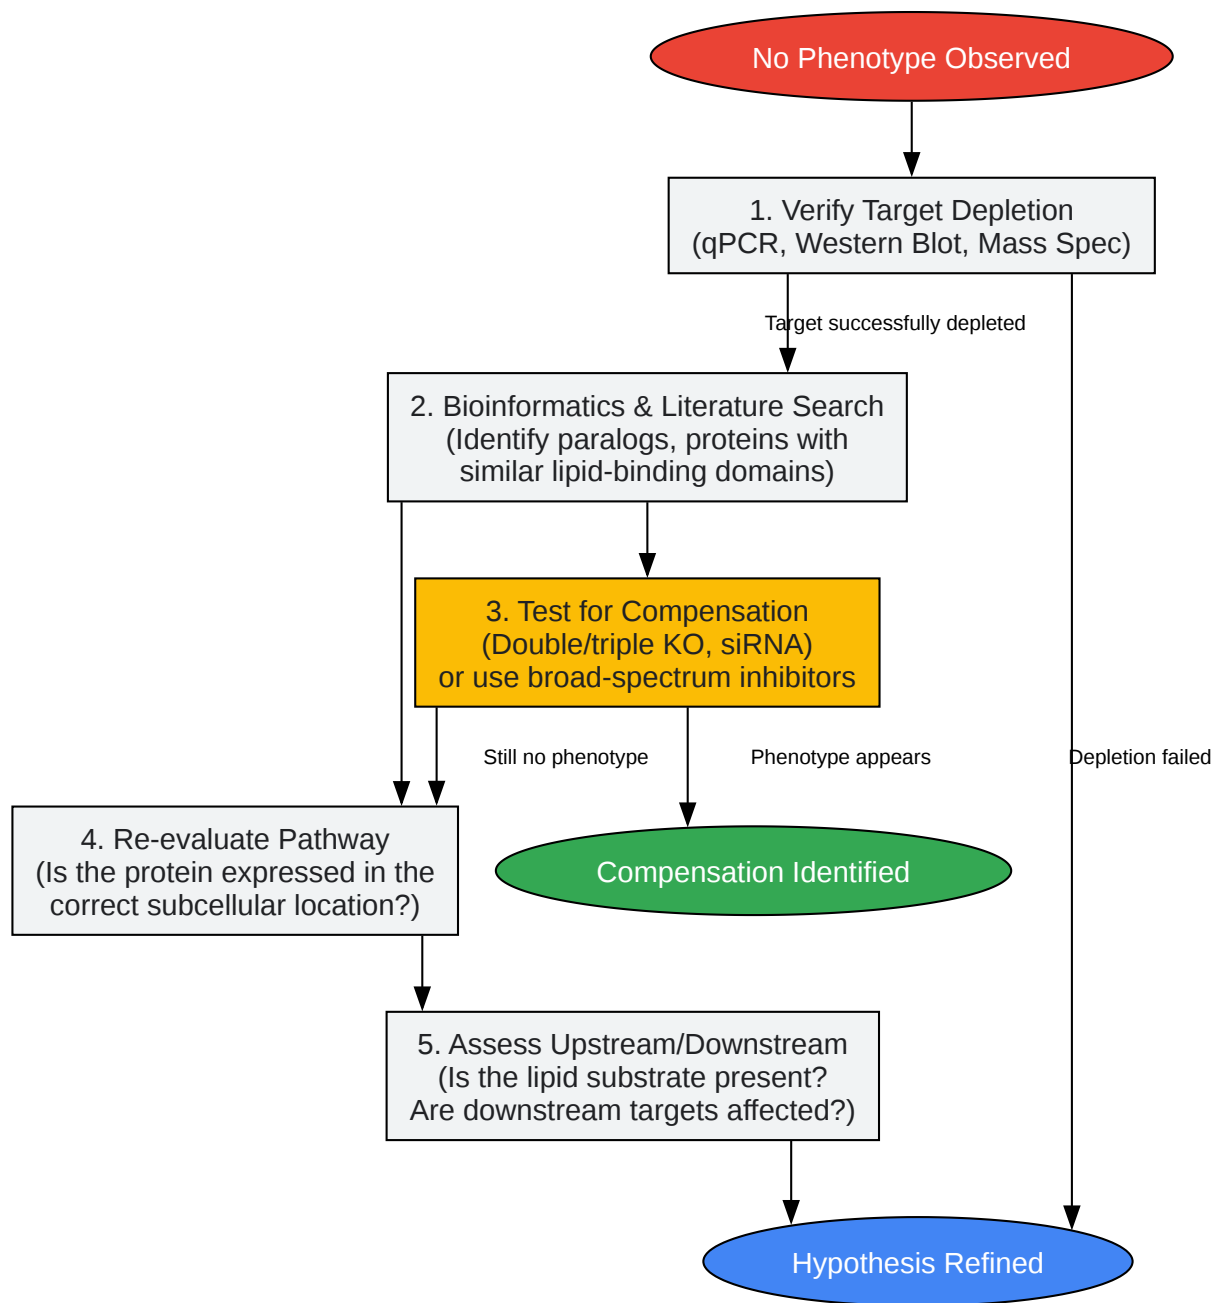 No Phenotype Observed
1. Verify Target Depletion
(qPCR, Western Blot, Mass Spec)
Target successfully depleted
2. Bioinformatics & Literature Search
(Identify paralogs, proteins with
similar lipid-binding domains)
3. Test for Compensation
(Double/triple KO, siRNA)
or use broad-spectrum inhibitors
Still no phenotype
Phenotype appears
Depletion failed
4. Re-evaluate Pathway
(Is the protein expressed in the
correct subcellular location?)
Compensation Identified
5. Assess Upstream/Downstream
(Is the lipid substrate present?
Are downstream targets affected?)
Hypothesis Refined